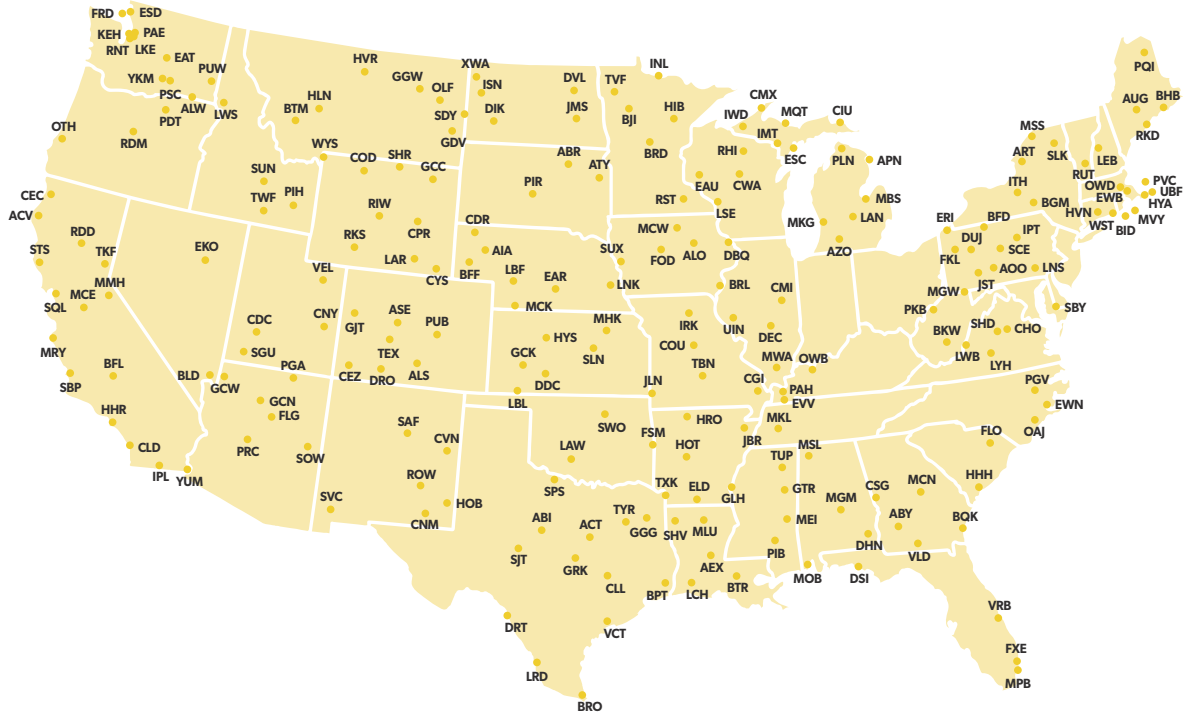 FRD
ESD
KEH
PAE
RNT
LKE
EAT
YKM
PUW
PSC
ALW
PDT
LWS
OTH
RDM
HVR
GGW
OLF
XWA
ISN
HLN
BTM
SDY
DIK
GDV
WYS
DVL
JMS
TVF
INL
BJI
HIB
BRD
CMX
IWD
MQT
CIU
IMT
ESC
RHI
PLN
APN
PQI
AUG
BHB
RKD
MSS
ART
SLK
LEB
RUT
SUN
TWF
PIH
COD
SHR
GCC
ABR
ATY
PIR
RST
EAU
CWA
LSE
MKG
MBS
LAN
AZO
ITH
BGM
OWD
EWB
PVC
UBF
HYA
MVY
HVN
WST
BID
CEC
ACV
RDD
STS
TKF
EKO
RIW
CPR
RKS
LAR
CYS
CDR
AIA
BFF
LBF
EAR
MCK
SUX
MCW
FOD
ALO
DBQ
LNK
BRL
ERI
BFD
IPT
DUJ
FKL
SCE
AOO
LNS
JST
MGW
SBY
SQL
MCE
MMH
MRY
SBP
BFL
VEL
CNY
CDC
SGU
GJT
ASE
PUB
TEX
CEZ
DRO
ALS
MHK
HYS
SLN
GCK
DDC
LBL
IRK
COU
TBN
JLN
UIN
CMI
DEC
MWA
OWB
CGI
PAH
EVV
PKB
BKW
SHD
CHO
LWB
LYH
PGV
EWN
OAJ
HHR
CLD
IPL
YUM
BLD
GCW
PGA
GCN
FLG
PRC
SOW
SAF
CVN
ROW
SVC
CNM
HOB
SWO
LAW
FSM
HRO
HOT
JBR
MKL
MSL
TUP
FLO
HHH
SPS
TXK
ELD
GLH
GTR
MGM
CSG
MCN
ABI
ACT
TYR
GGG
SHV
MLU
MEI
ABY
BQK
DHN
VLD
SJT
GRK
CLL
BPT
LCH
AEX
BTR
PIB
MOB
DSI
DRT
VCT
LRD
BRO
VRB
FXE
MPB